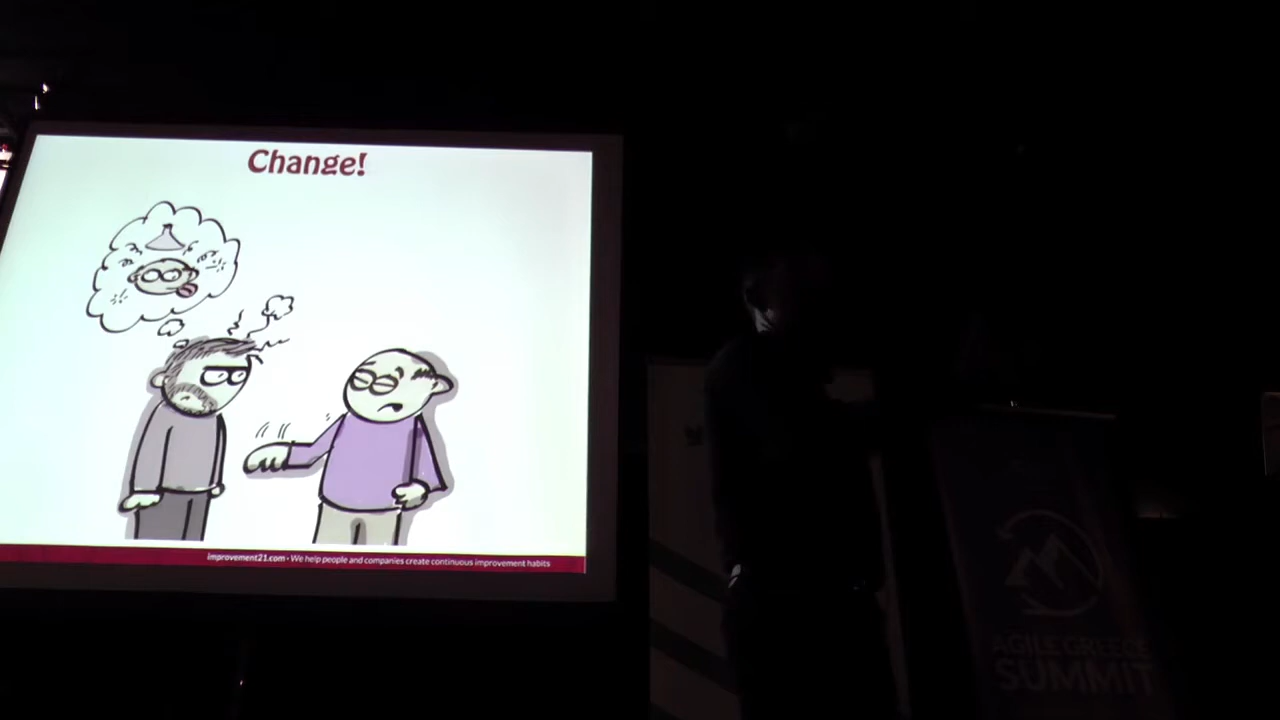 Change!
improvement21.com • We help people and companies create continuous improvement habits
AGILE GREECE
SUMMIT